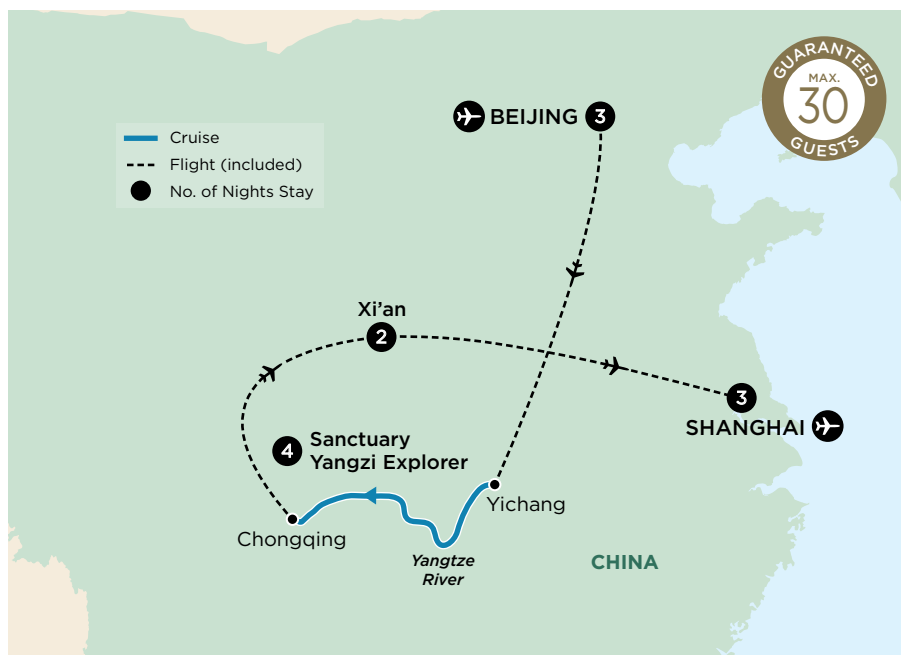 GUARANTEED
MAX.
30
GUESTS
BEIJING 3
Cruise
Flight (included)
No. of Nights Stay
Xi’an
2
3
SHANGHAI
4 Sanctuary
Yangzi Explorer
Yichang
Chongqing
Yangtze
River
CHINA